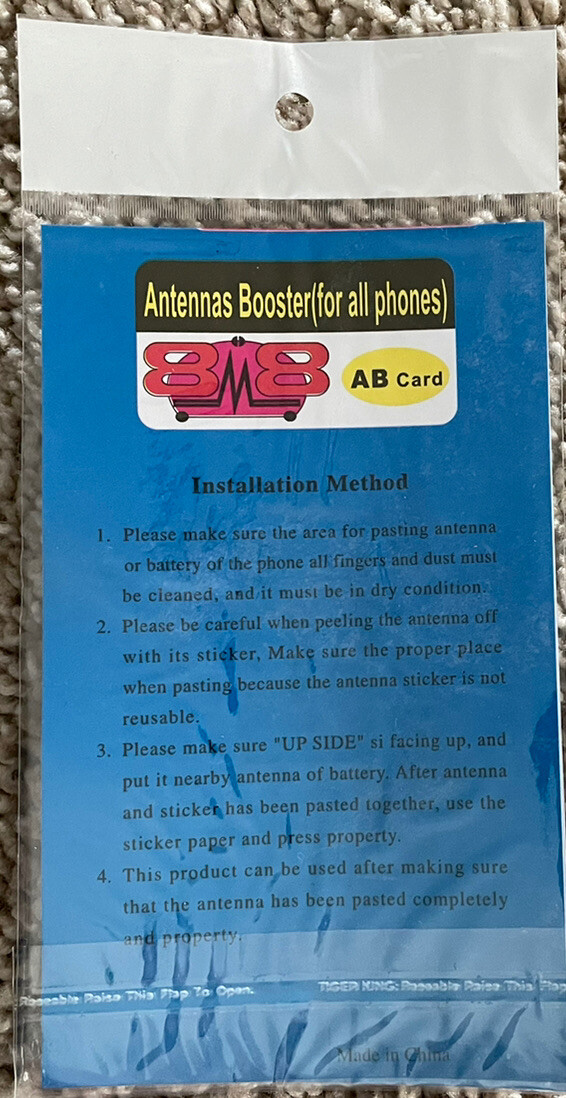 Antennas Booster(for all phones)
8M8
AB Card
Installation Method
1. Please make sure the area for pasting antenna
or battery of the phone all fingers and dust must
be cleaned, and it must be in dry condition.
2. Please be careful when peeling the antenna off
with its sticker, Make sure the proper place
when pasting because the antenna sticker is not
reusable.
3. Please make sure "UP SIDE" si facing up, and
put it nearby antenna of battery. After antenna
and sticker has been pasted together, use the
sticker paper and press property.
4. This product can be used after making sure
that the antenna has been pasted completely
and property.
Raise This Flap To Open. TIGER KING: Raise This Flap
Made in China